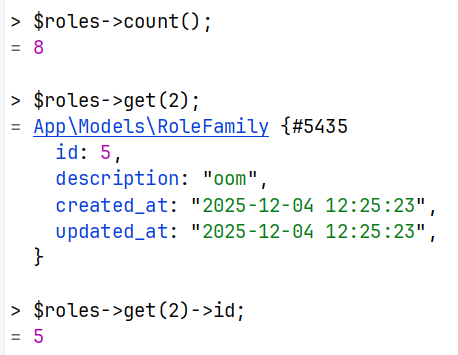 > $roles->count();
= 8
> $roles->get(2);
= App\Models\RoleFamily {#5435
id: 5,
description: "oom",
created_at: "2025-12-04 12:25:23",
updated_at: "2025-12-04 12:25:23",
}
> $roles->get(2)->id;
= 5